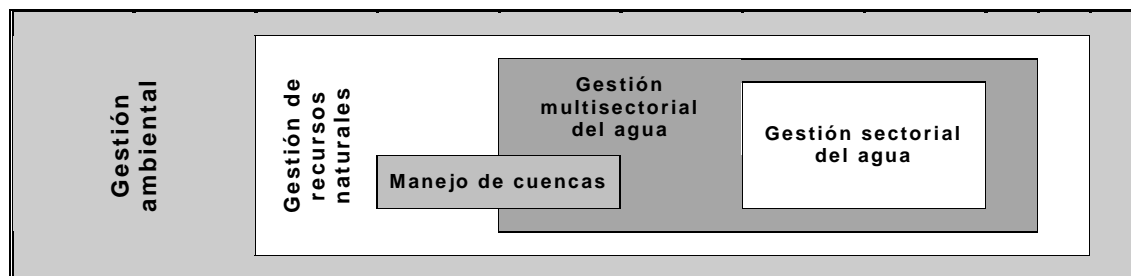 Gestión
ambiental
Gestión de
recursos
naturales
Gestión
multisectorial
del agua
Manejo de cuencas
Gestión sectorial
del agua